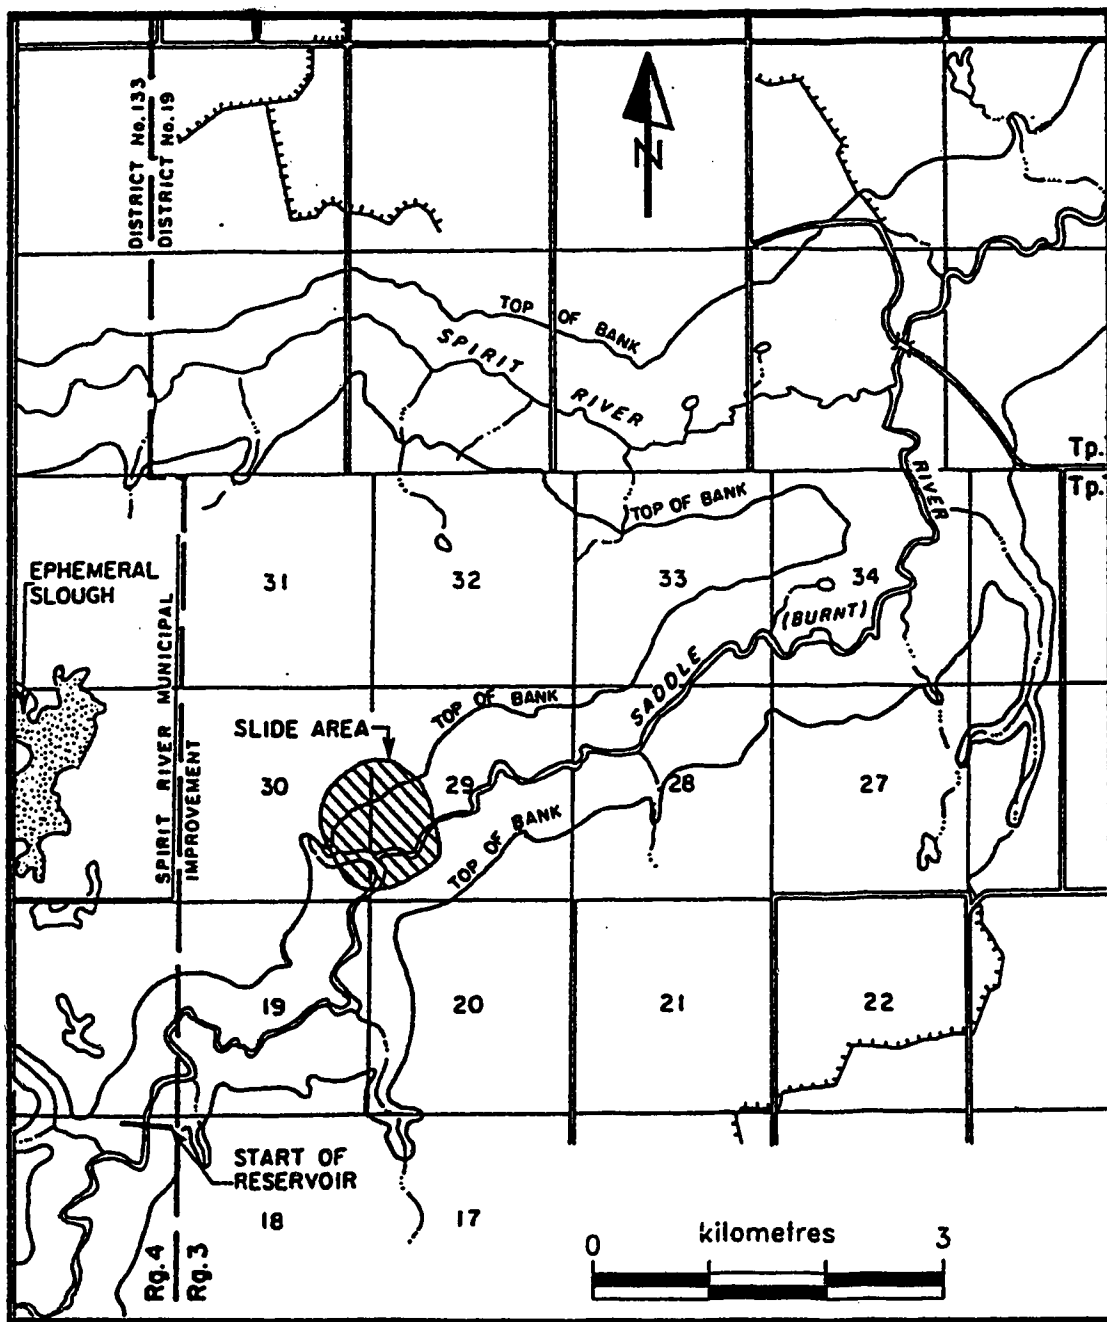 DISTRICT No. 133
DISTRICT No. 19
N
TOP OF BANK
SPIRIT RIVER
Tp.
Tp.
RIVER
TOP OF BANK
EPHEMERAL
SLOUGH
31
32
33
34
(BURNT)
SADDLE
SPIRIT RIVER MUNICIPAL
IMPROVEMENT
TOP OF BANK
SLIDE AREA
30
29
28
27
TOP OF BANK
19
20
21
22
START OF
RESERVOIR
18
17
Rg. 4
Rg. 3
kilometres
0
3